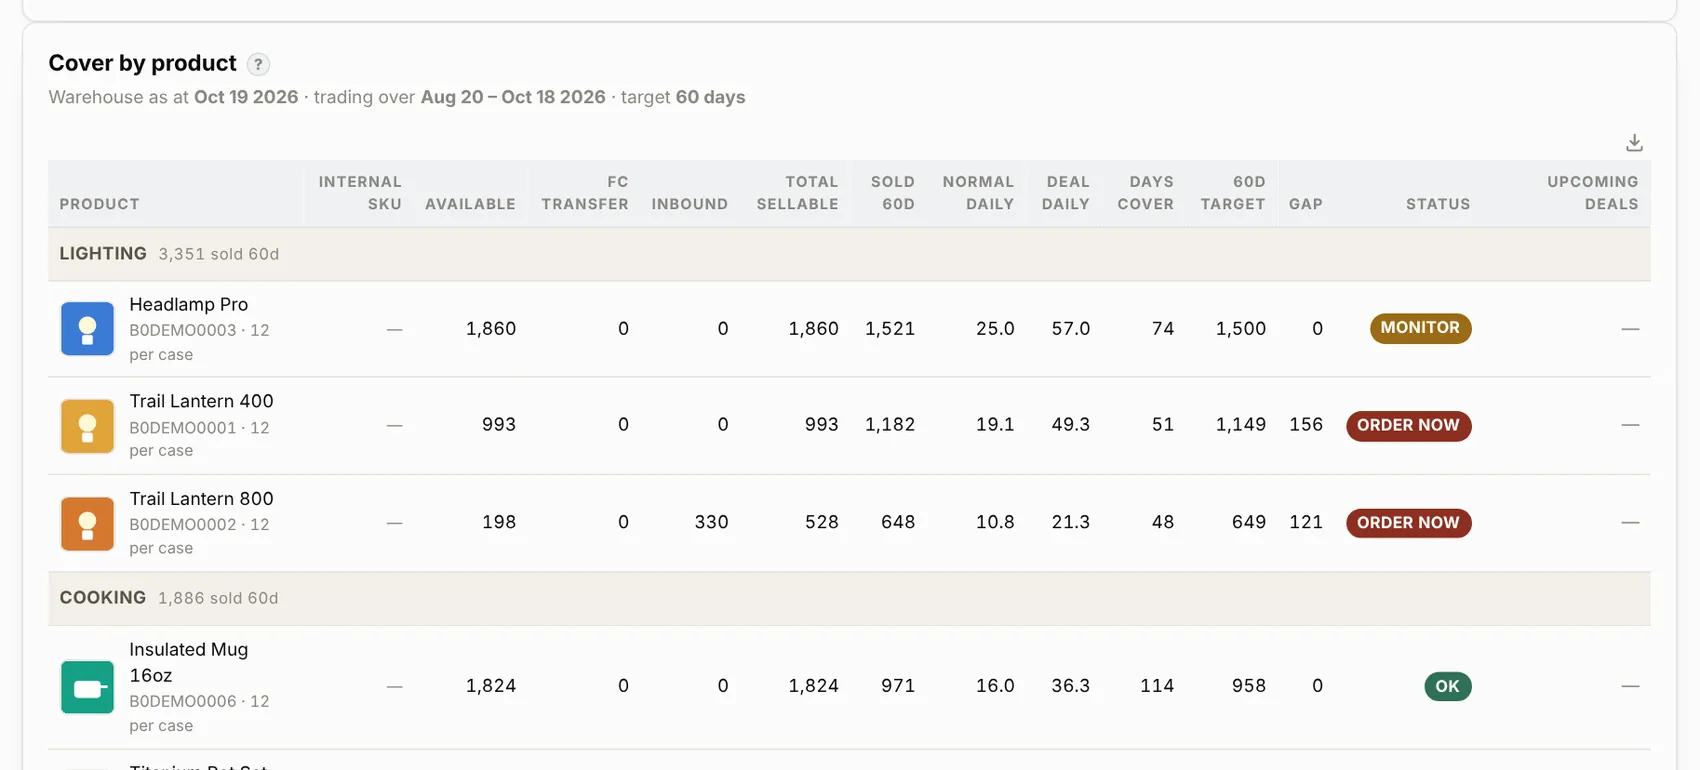 Cover by product ?
Warehouse as at Oct 19 2026 · trading over Aug 20 – Oct 18 2026 · target 60 days
PRODUCT INTERNAL SKU AVAILABLE FC TRANSFER INBOUND TOTAL SELLABLE SOLD 60D NORMAL DAILY DEAL DAILY DAYS COVER 60D TARGET GAP STATUS UPCOMING DEALS
LIGHTING 3,351 sold 60d
Headlamp Pro
B0DEMO0003 · 12
per case
— 1,860 0 0 1,860 1,521 25.0 57.0 74 1,500 0 MONITOR —
Trail Lantern 400
B0DEMO0001 · 12
per case
— 993 0 0 993 1,182 19.1 49.3 51 1,149 156 ORDER NOW —
Trail Lantern 800
B0DEMO0002 · 12
per case
— 198 0 330 528 648 10.8 21.3 48 649 121 ORDER NOW —
COOKING 1,886 sold 60d
Insulated Mug
16oz
B0DEMO0006 · 12
per case
— 1,824 0 0 1,824 971 16.0 36.3 114 958 0 OK —